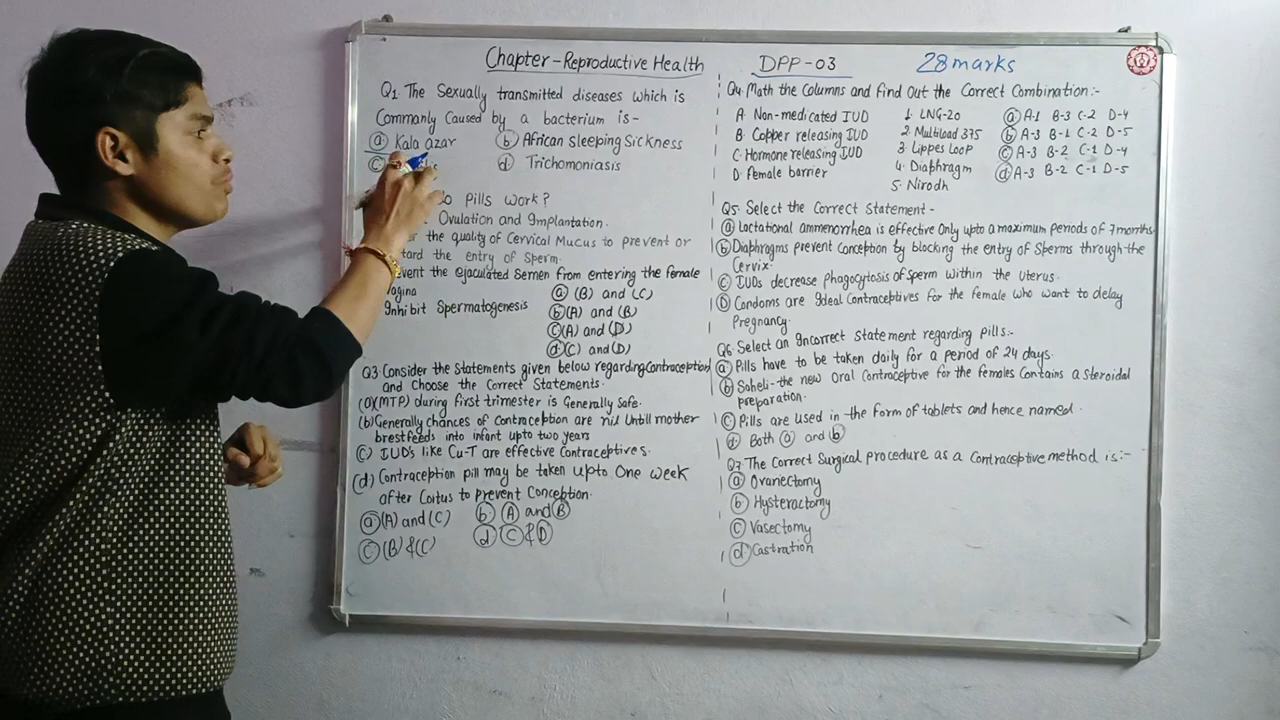 Chapter-Reproductive Health DPP-03 28marks
Q1 The Sexually transmitted diseases which is
Commonly Caused by a bacterium is-
(a) Kala azar (b) African Sleeping Sickness
(c) (d) Trichomoniasis
Pills Work?
Ovulation and Implantation.
the quality of Cervical Mucus to prevent or
the entry of Sperm.
the ejaculated Semen from entering the female
Inhibit Spermatogenesis
(a) (B) and (C)
(b) (A) and (B)
(c) (A) and (D)
(d) (C) and (D)
Q3. Consider the Statements given below regarding Contraception
and Choose the Correct Statements.
(a) (MTP) during first trimester is Generally Safe.
(b) Generally chances of Contraception are nil Untill mother
brestfeeds into infant upto two years
(c) IUD's like Cu-T are effective Contraceptives.
(d) Contraception pill may be taken upto One week
after Coitus to prevent Conception.
(a) (A) and (C) (b) (A) and (B)
(c) (B) & (C) (d) (C) & (D)
Q4. Math the Columns and find Out the Correct Combination:-
A. Non-medicated IUD 1. LNG-20 (a) A-1 B-3 C-2 D-4
B. Copper releasing IUD 2. Multload 375 (b) A-3 B-1 C-2 D-5
C. Hormone releasing IUD 3. Lippes Loop (c) A-3 B-2 C-1 D-4
D. Female barrier 4. Diaphragm (d) A-3 B-2 C-1 D-5
5. Nirodh
Q5. Select the Correct Statement -
(a) Lactational ammenorrhea is effective Only upto a maximum periods of 7 months
(b) Diaphragms prevent Conception by blocking the entry of Sperms through the
Cervix.
(c) IUDs decrease phagocytosis of Sperm within the Uterus.
(D) Condoms are Ideal Contraceptives for the female who want to delay
Pregnancy.
Q6 Select an Incorrect Statement regarding pills:-
(a) Pills have to be taken daily for a period of 24 days.
(b) Saheli-the new Oral Contraceptive for the females Contains a Steroidal
preparation.
(c) Pills are used in the form of tablets and hence named.
(d) Both (a) and (b)
Q7 The Correct Surgical procedure as a Contraceptive method is:-
(a) Ovariectomy
(b) Hysteractomy
(c) Vasectomy
(d) Castration